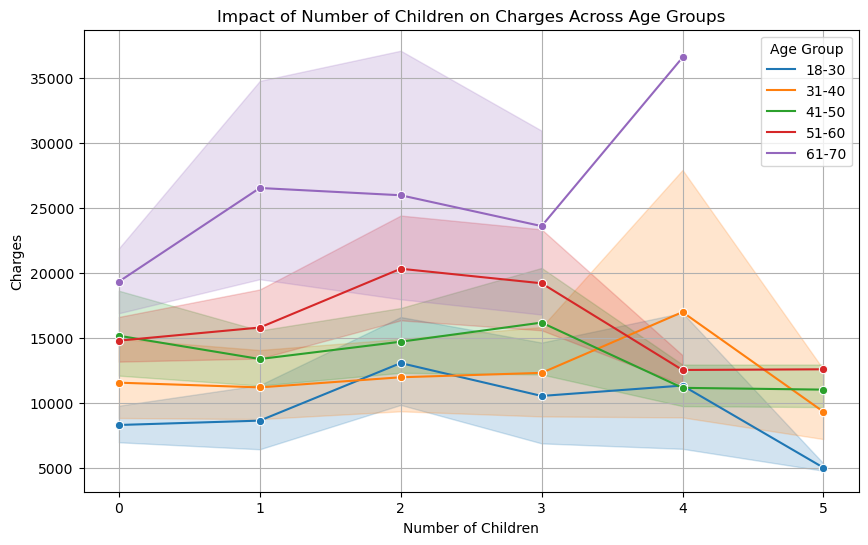 Impact of Number of Children on Charges Across Age Groups
Age Group
18-30
31-40
41-50
51-60
61-70
Charges
35000
30000
25000
20000
15000
10000
5000
0 1 2 3 4 5
Number of Children